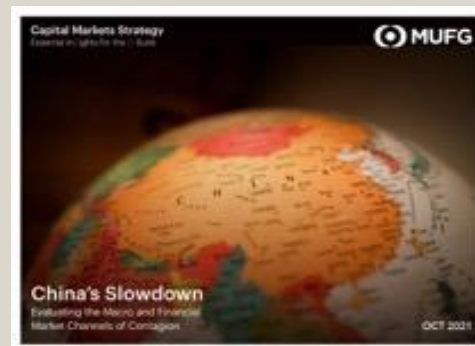 Capital Markets Strategy
MUFG
China's Slowdown
Evaluating the Macro and Financial
Market Channels of Contagion
OCT 2021